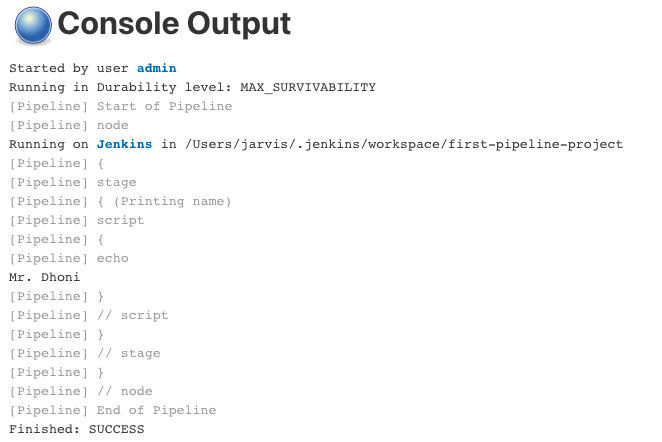 Console Output
Started by user admin
Running in Durability level: MAX_SURVIVABILITY
[Pipeline] Start of Pipeline
[Pipeline] node
Running on Jenkins in /Users/jarvis/.jenkins/workspace/first-pipeline-project
[Pipeline] {
[Pipeline] stage
[Pipeline] { (Printing name)
[Pipeline] script
[Pipeline] {
[Pipeline] echo
Mr. Dhoni
[Pipeline] }
[Pipeline] // script
[Pipeline] }
[Pipeline] // stage
[Pipeline] }
[Pipeline] // node
[Pipeline] End of Pipeline
Finished: SUCCESS